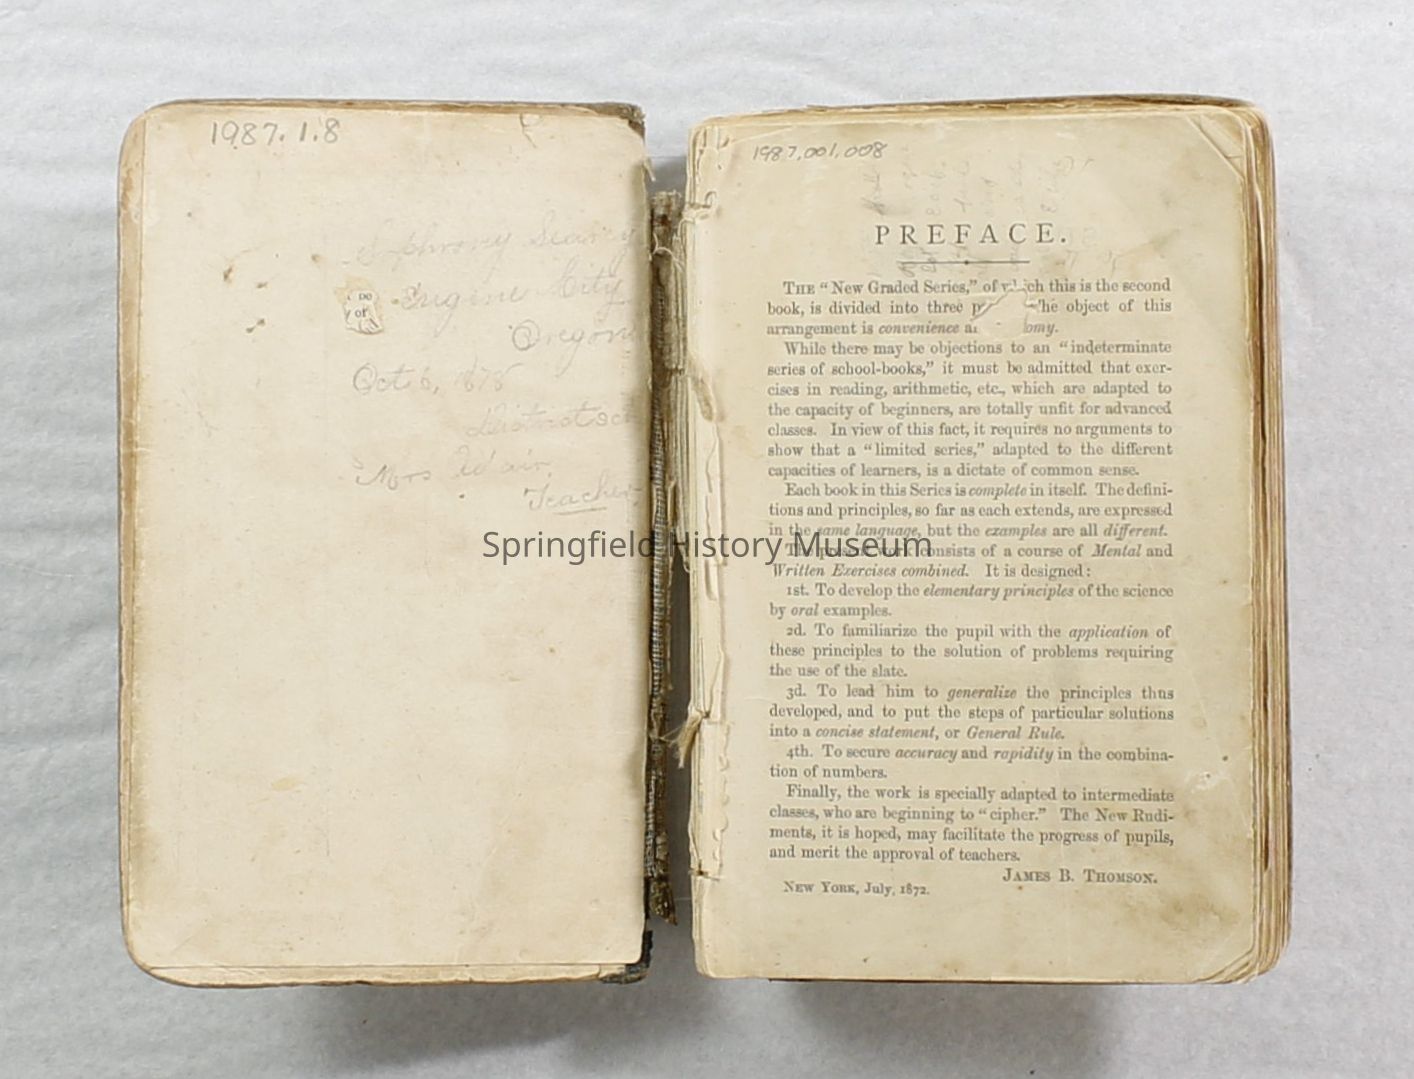 1987.1.8
Searcy
Eugene City
Oregon
Oct 6, 1875
District sc
Mrs Adair
Teacher
1987,001,008
PREFACE.
THE “New Graded Series,” of which this is the second
book, is divided into three p he object of this
arrangement is convenience a omy.
While there may be objections to an “indeterminate
series of school-books,” it must be admitted that exer-
cises in reading, arithmetic, etc., which are adapted to
the capacity of beginners, are totally unfit for advanced
classes. In view of this fact, it requires no arguments to
show that a “limited series,” adapted to the different
capacities of learners, is a dictate of common sense.
Each book in this Series is complete in itself. The defini-
tions and principles, so far as each extends, are expressed
in the same language, but the examples are all different.
The present work consists of a course of Mental and
Written Exercises combined. It is designed:
1st. To develop the elementary principles of the science
by oral examples.
2d. To familiarize the pupil with the application of
these principles to the solution of problems requiring
the use of the slate.
3d. To lead him to generalize the principles thus
developed, and to put the steps of particular solutions
into a concise statement, or General Rule.
4th. To secure accuracy and rapidity in the combina-
tion of numbers.
Finally, the work is specially adapted to intermediate
classes, who are beginning to “cipher.” The New Rudi-
ments, it is hoped, may facilitate the progress of pupils,
and merit the approval of teachers.
JAMES B. THOMSON.
NEW YORK, July, 1872.
Springfield History Museum